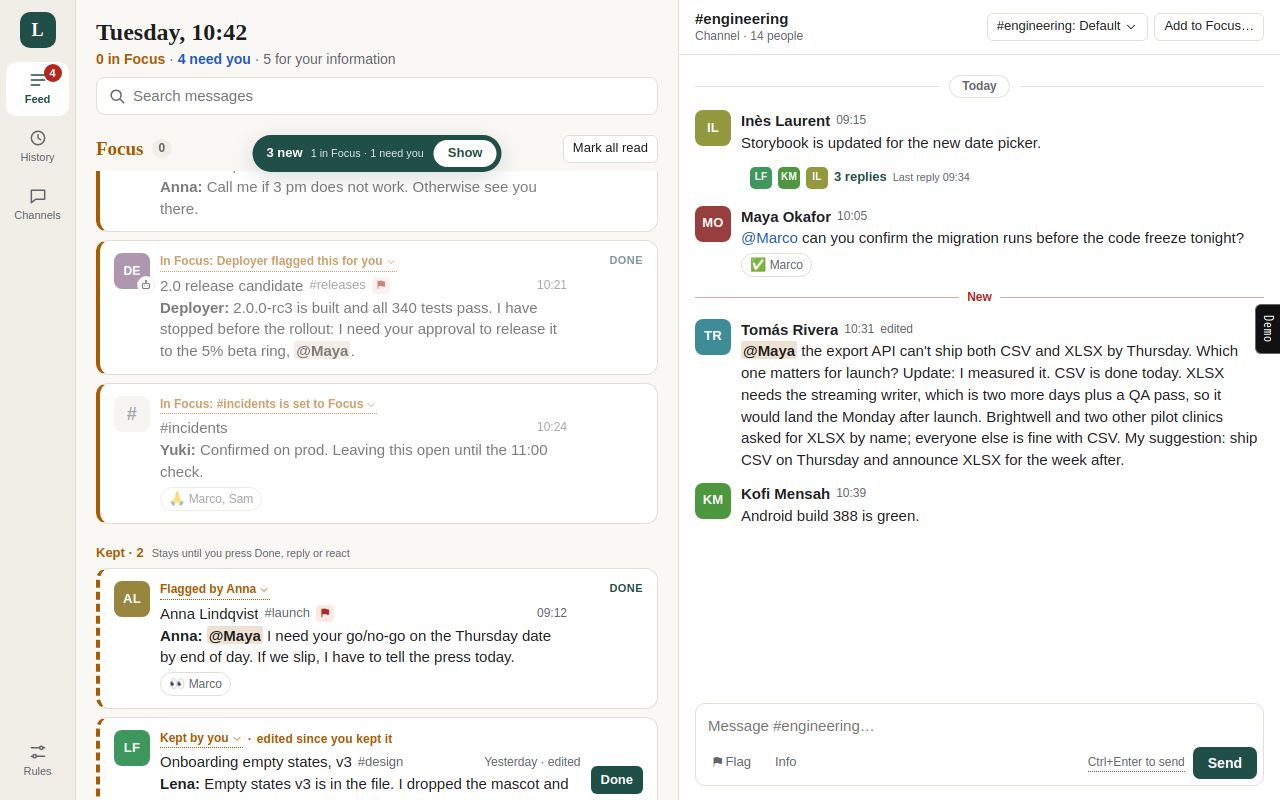 L
4
Feed
History
Channels
Rules
Tuesday, 10:42
0 in Focus · 4 need you · 5 for your information
Search messages
Focus 0
3 new 1 in Focus · 1 need you Show
Mark all read
Anna: Call me if 3 pm does not work. Otherwise see you
there.
DE
In Focus: Deployer flagged this for you
DONE
2.0 release candidate #releases 10:21
Deployer: 2.0.0-rc3 is built and all 340 tests pass. I have
stopped before the rollout: I need your approval to release it
to the 5% beta ring, @Maya.
#
In Focus: #incidents is set to Focus
#incidents 10:24
Yuki: Confirmed on prod. Leaving this open until the 11:00
check.
🙏 Marco, Sam
Kept · 2 Stays until you press Done, reply or react
AL
Flagged by Anna
DONE
Anna Lindqvist #launch 09:12
Anna: @Maya I need your go/no-go on the Thursday date
by end of day. If we slip, I have to tell the press today.
👀 Marco
LF
Kept by you · edited since you kept it
Onboarding empty states, v3 #design Yesterday · edited
Lena: Empty states v3 is in the file. I dropped the mascot and
Done
#engineering
Channel · 14 people
#engineering: Default
Add to Focus…
Today
IL
Inès Laurent 09:15
Storybook is updated for the new date picker.
LF KM IL 3 replies Last reply 09:34
MO
Maya Okafor 10:05
@Marco can you confirm the migration runs before the code freeze tonight?
✅ Marco
New
TR
Tomás Rivera 10:31 edited
@Maya the export API can't ship both CSV and XLSX by Thursday. Which
one matters for launch? Update: I measured it. CSV is done today. XLSX
needs the streaming writer, which is two more days plus a QA pass, so it
would land the Monday after launch. Brightwell and two other pilot clinics
asked for XLSX by name; everyone else is fine with CSV. My suggestion: ship
CSV on Thursday and announce XLSX for the week after.
KM
Kofi Mensah 10:39
Android build 388 is green.
Demo
Message #engineering…
Flag Info
Ctrl+Enter to send
Send